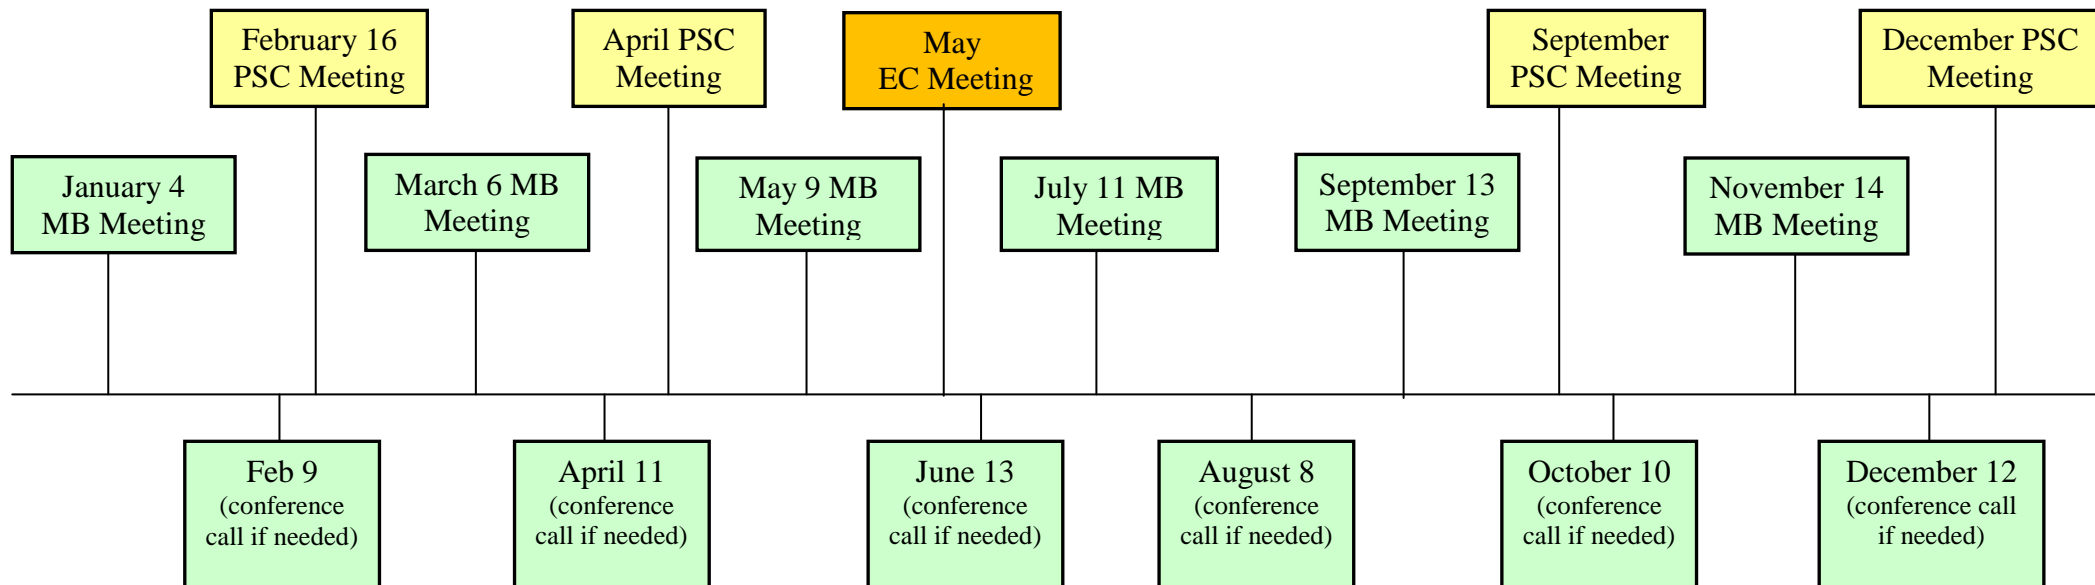 February 16
PSC Meeting
April PSC
Meeting
May
EC Meeting
September
PSC Meeting
December PSC
Meeting
January 4
MB Meeting
March 6 MB
Meeting
May 9 MB
Meeting
July 11 MB
Meeting
September 13
MB Meeting
November 14
MB Meeting
Feb 9
(conference
call if needed)
April 11
(conference
call if needed)
June 13
(conference
call if needed)
August 8
(conference
call if needed)
October 10
(conference
call if needed)
December 12
(conference call
if needed)